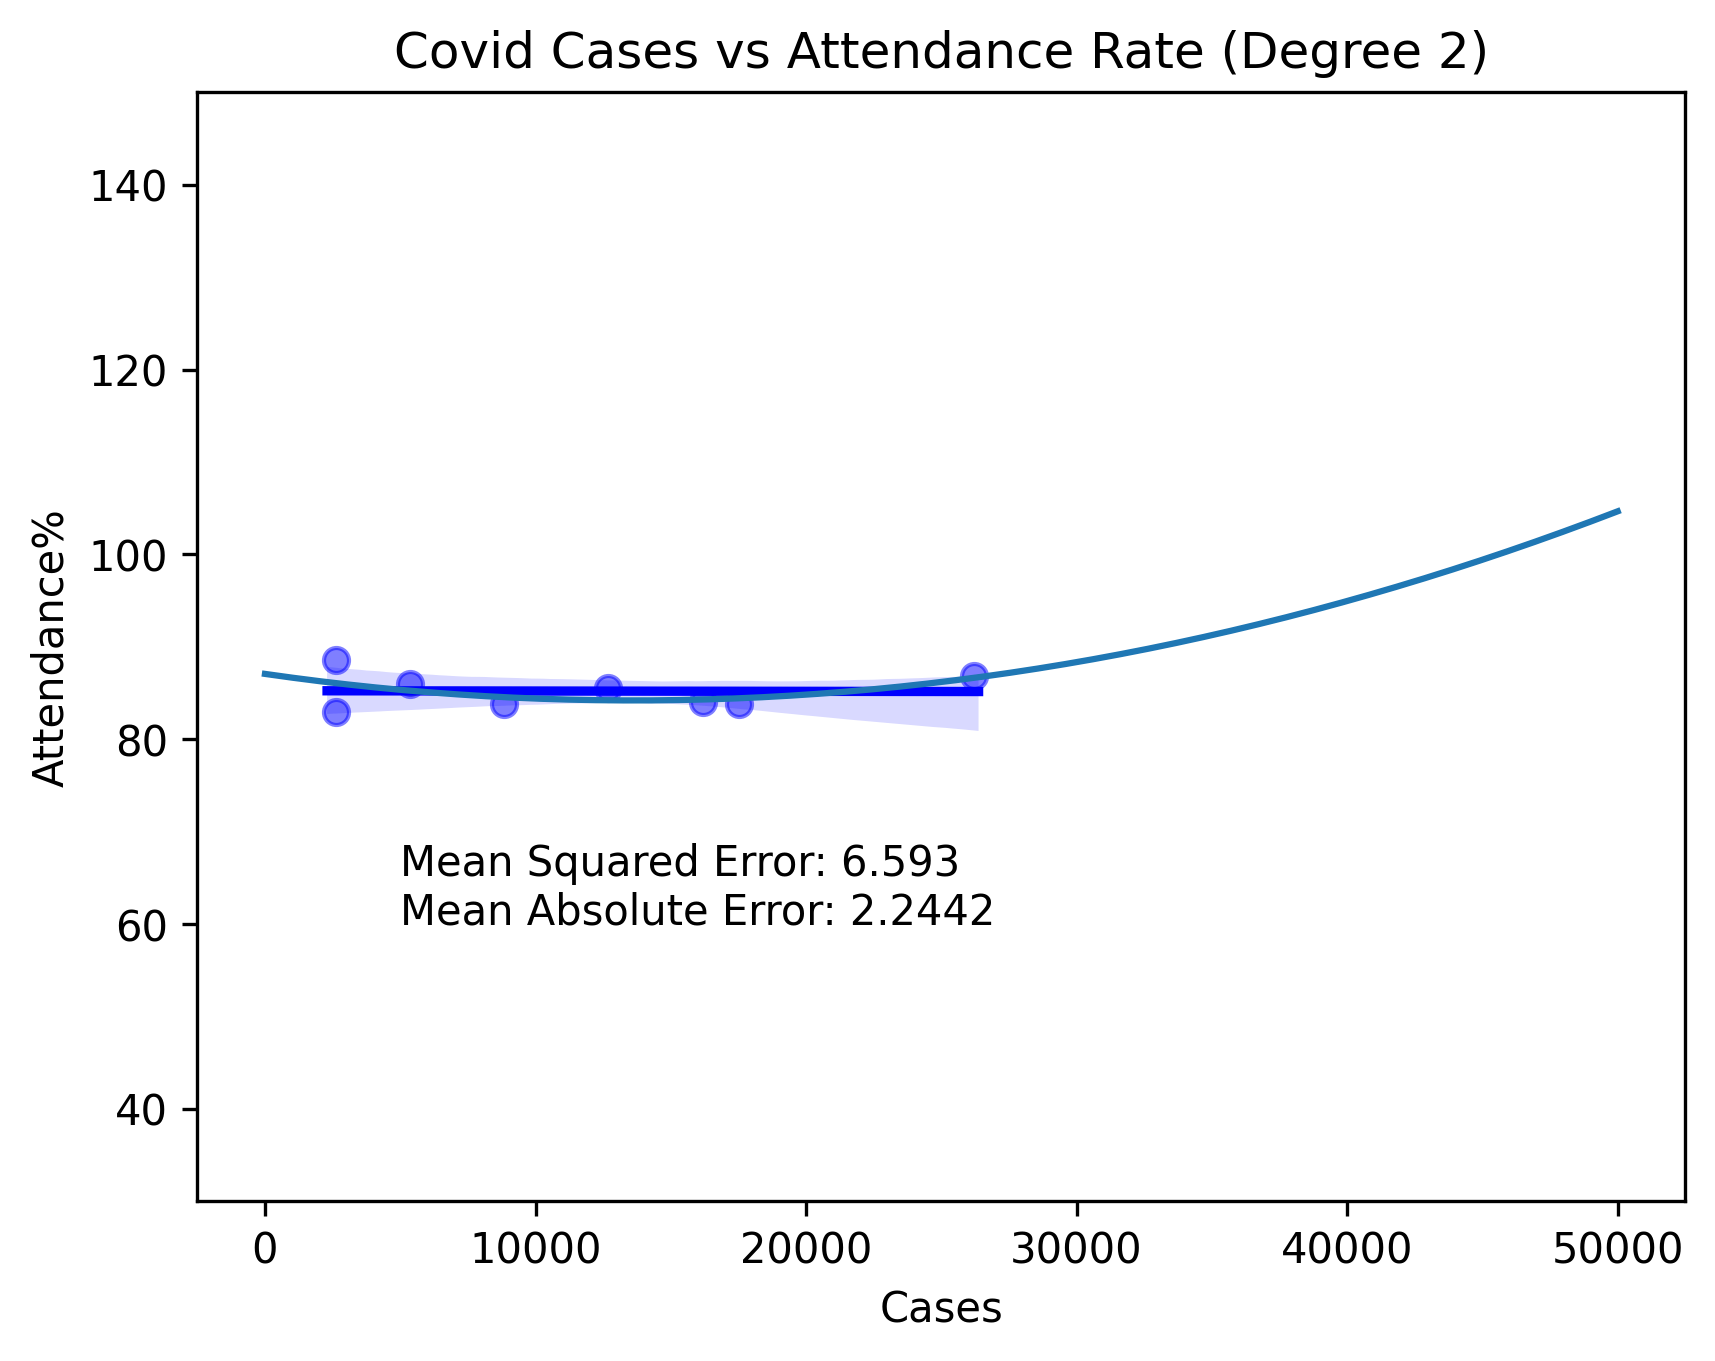 Covid Cases vs Attendance Rate (Degree 2)
Attendance%
140
120
100
80
60
40
Mean Squared Error: 6.593
Mean Absolute Error: 2.2442
0 10000 20000 30000 40000 50000
Cases